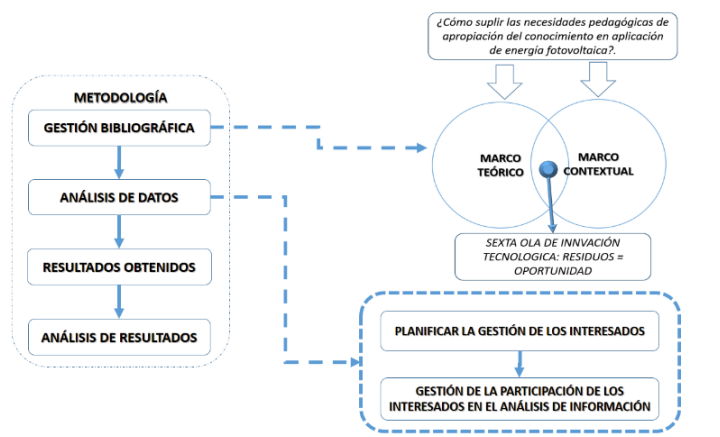 METODOLOGÍA
GESTIÓN BIBLIOGRÁFICA
ANÁLISIS DE DATOS
RESULTADOS OBTENIDOS
ANÁLISIS DE RESULTADOS
¿Cómo suplir las necesidades pedagógicas de
apropiación del conocimiento en aplicación
de energía fotovoltaica?.
MARCO
TEÓRICO
MARCO
CONTEXTUAL
SEXTA OLA DE INNVACIÓN
TECNOLOGICA: RESIDUOS =
OPORTUNIDAD
PLANIFICAR LA GESTIÓN DE LOS INTERESADOS
GESTIÓN DE LA PARTICIPACIÓN DE LOS
INTERESADOS EN EL ANÁLISIS DE INFORMACIÓN